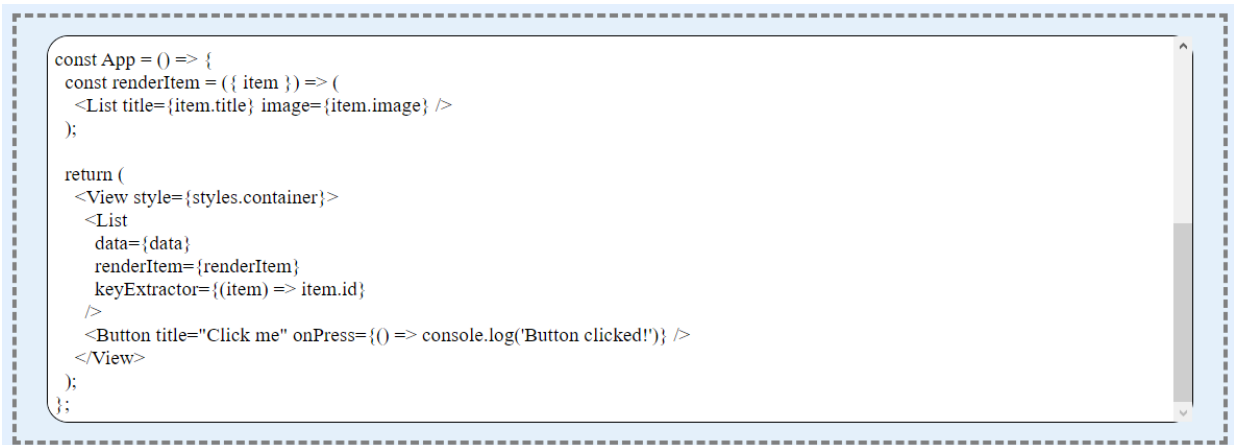 const App = () => {
const renderItem = ({ item }) => (
<List title={item.title} image={item.image} />
);
return (
<View style={styles.container}>
<List
data={data}
renderItem={renderItem}
keyExtractor={(item) => item.id}
/>
<Button title="Click me" onPress={() => console.log('Button clicked!')} />
</View>
);
};